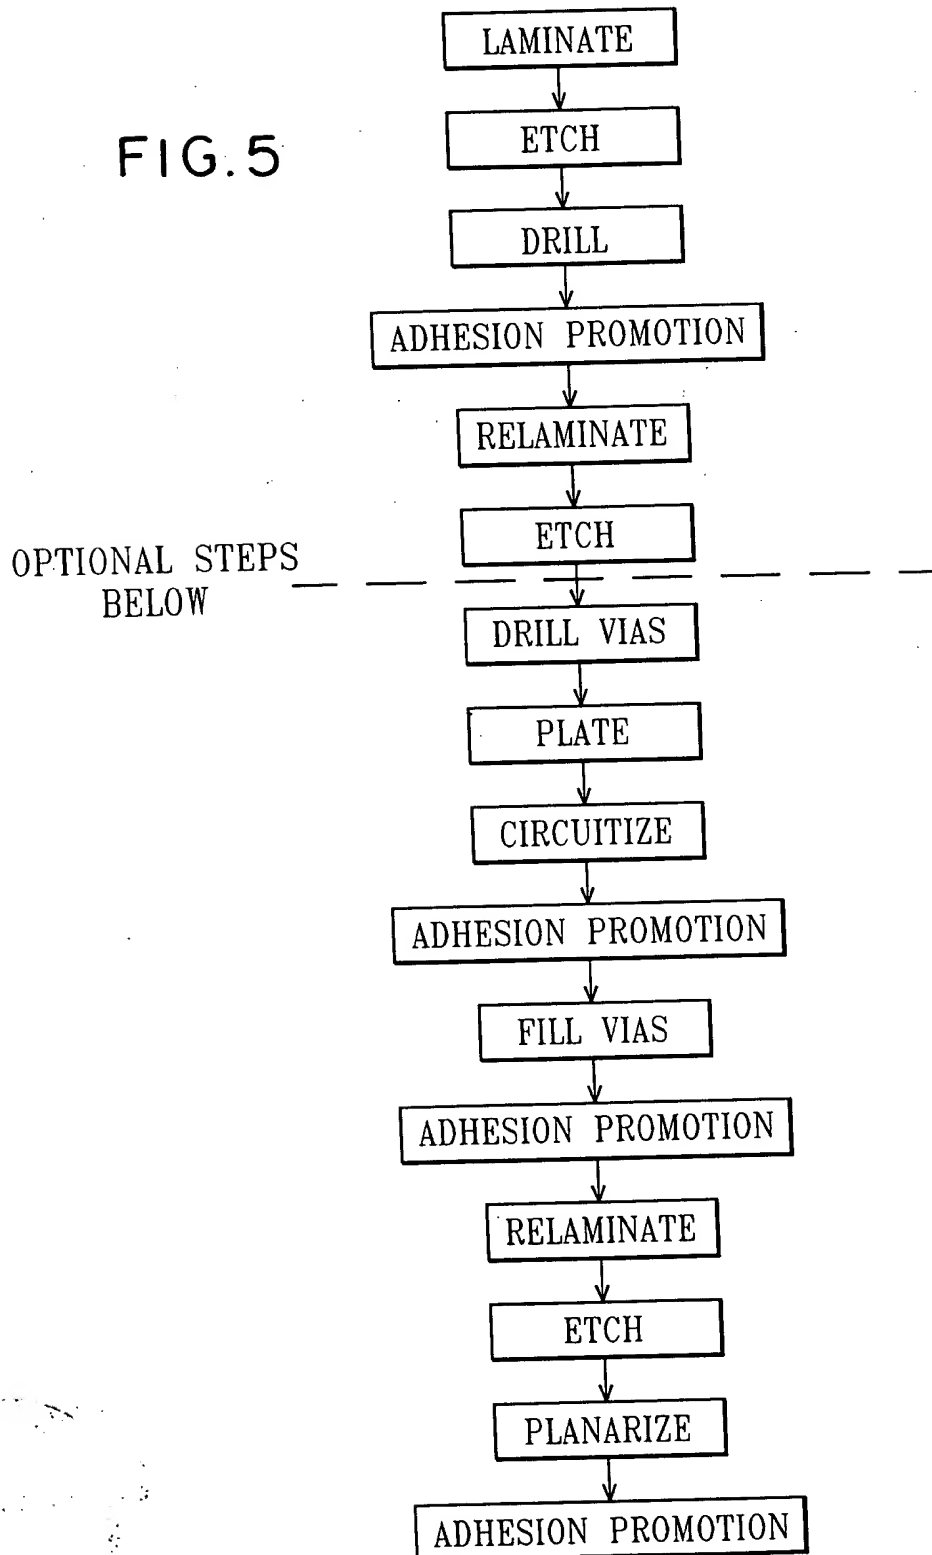 FIG.5
LAMINATE
ETCH
DRILL
ADHESION PROMOTION
RELAMINATE
ETCH
OPTIONAL STEPS
BELOW
DRILL VIAS
PLATE
CIRCUITIZE
ADHESION PROMOTION
FILL VIAS
ADHESION PROMOTION
RELAMINATE
ETCH
PLANARIZE
ADHESION PROMOTION